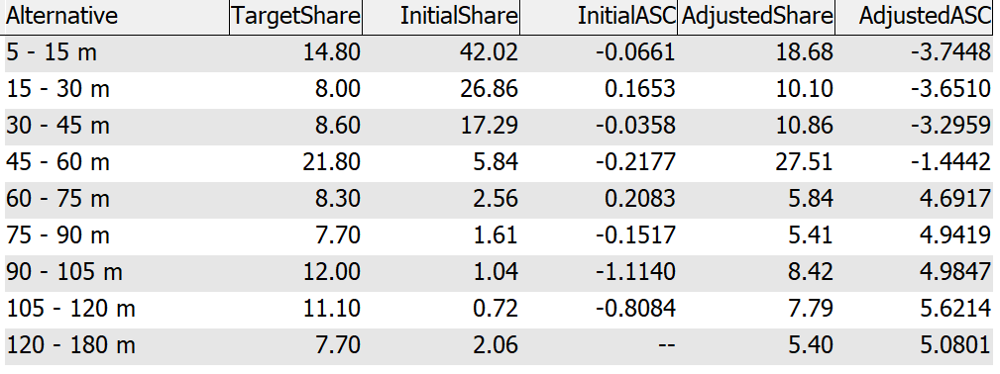 Alternative TargetShare InitialShare InitialASC AdjustedShare AdjustedASC
5 - 15 m 14.80 42.02 -0.0661 18.68 -3.7448
15 - 30 m 8.00 26.86 0.1653 10.10 -3.6510
30 - 45 m 8.60 17.29 -0.0358 10.86 -3.2959
45 - 60 m 21.80 5.84 -0.2177 27.51 -1.4442
60 - 75 m 8.30 2.56 0.2083 5.84 4.6917
75 - 90 m 7.70 1.61 -0.1517 5.41 4.9419
90 - 105 m 12.00 1.04 -1.1140 8.42 4.9847
105 - 120 m 11.10 0.72 -0.8084 7.79 5.6214
120 - 180 m 7.70 2.06 -- 5.40 5.0801